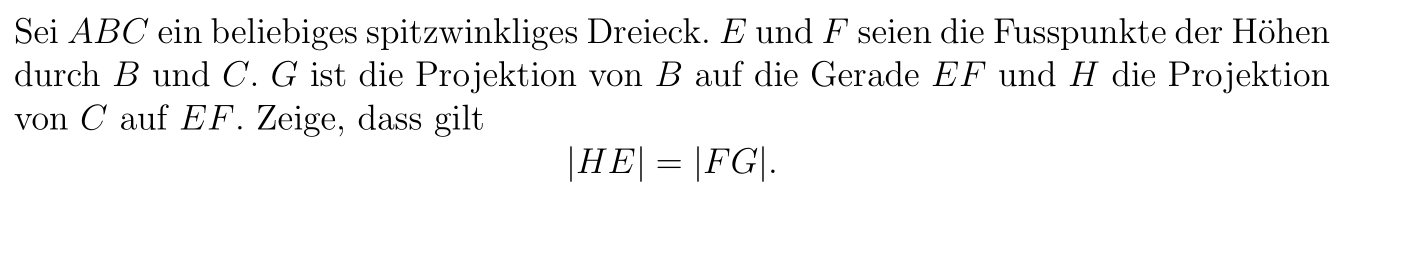 Sei ABC ein beliebiges spitzwinkliges Dreieck. E und F seien die Fusspunkte der Höhen
durch B und C. G ist die Projektion von B auf die Gerade EF und H die Projektion
von C auf EF. Zeige, dass gilt
|HE| = |FG|.